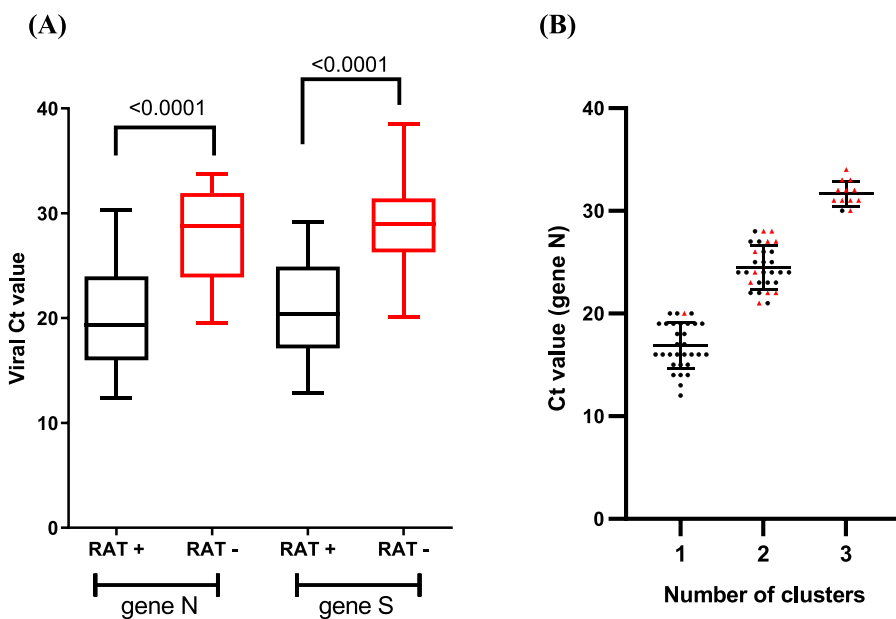 (A)
<0.0001
<0.0001
Viral Ct value
40
30
20
10
0
RAT + RAT - RAT + RAT -
gene N gene S
(B)
Ct value (gene N)
40
30
20
10
0
1 2 3
Number of clusters